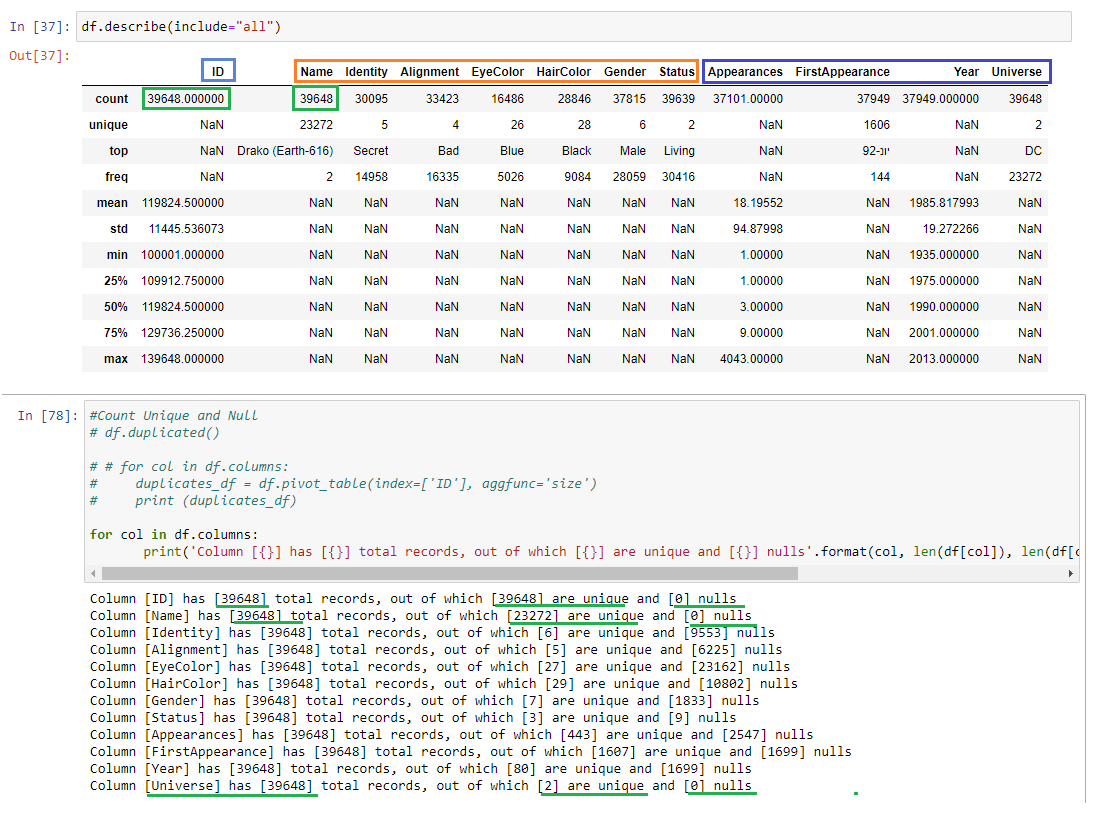 In [37]: df.describe(include="all")
Out[37]:
ID Name Identity Alignment EyeColor HairColor Gender Status Appearances FirstAppearance Year Universe
count 39648.000000 39648 30095 33423 16486 28846 37815 39639 37101.00000 37949 37949.000000 39648
unique NaN 23272 5 4 26 28 6 2 NaN 1606 NaN 2
top NaN Drako (Earth-616) Secret Bad Blue Black Male Living NaN יונ-92 NaN DC
freq NaN 2 14958 16335 5026 9084 28059 30416 NaN 144 NaN 23272
mean 119824.500000 NaN NaN NaN NaN NaN NaN NaN 18.19552 NaN 1985.817993 NaN
std 11445.536073 NaN NaN NaN NaN NaN NaN NaN 94.87998 NaN 19.272266 NaN
min 100001.000000 NaN NaN NaN NaN NaN NaN NaN 1.00000 NaN 1935.000000 NaN
25% 109912.750000 NaN NaN NaN NaN NaN NaN NaN 1.00000 NaN 1975.000000 NaN
50% 119824.500000 NaN NaN NaN NaN NaN NaN NaN 3.00000 NaN 1990.000000 NaN
75% 129736.250000 NaN NaN NaN NaN NaN NaN NaN 9.00000 NaN 2001.000000 NaN
max 139648.000000 NaN NaN NaN NaN NaN NaN NaN 4043.00000 NaN 2013.000000 NaN
In [78]: #Count Unique and Null
# df.duplicated()
# # for col in df.columns:
#     duplicates_df = df.pivot_table(index=['ID'], aggfunc='size')
#     print (duplicates_df)
for col in df.columns:
print('Column [{}] has [{}] total records, out of which [{}] are unique and [{}] nulls'.format(col, len(df[col]), len(df[c
Column [ID] has [39648] total records, out of which [39648] are unique and [0] nulls
Column [Name] has [39648] total records, out of which [23272] are unique and [0] nulls
Column [Identity] has [39648] total records, out of which [6] are unique and [9553] nulls
Column [Alignment] has [39648] total records, out of which [5] are unique and [6225] nulls
Column [EyeColor] has [39648] total records, out of which [27] are unique and [23162] nulls
Column [HairColor] has [39648] total records, out of which [29] are unique and [10802] nulls
Column [Gender] has [39648] total records, out of which [7] are unique and [1833] nulls
Column [Status] has [39648] total records, out of which [3] are unique and [9] nulls
Column [Appearances] has [39648] total records, out of which [443] are unique and [2547] nulls
Column [FirstAppearance] has [39648] total records, out of which [1607] are unique and [1699] nulls
Column [Year] has [39648] total records, out of which [80] are unique and [1699] nulls
Column [Universe] has [39648] total records, out of which [2] are unique and [0] nulls